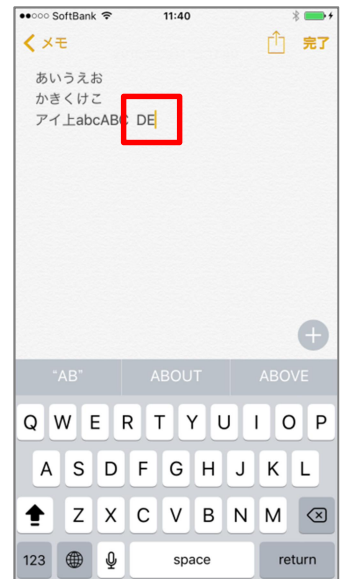 SoftBank 11:40
メモ 完了
あいうえお
かきくけこ
アイ上abcABC DE
"AB" ABOUT ABOVE
Q W E R T Y U I O P
A S D F G H J K L
Z X C V B N M
123 space return